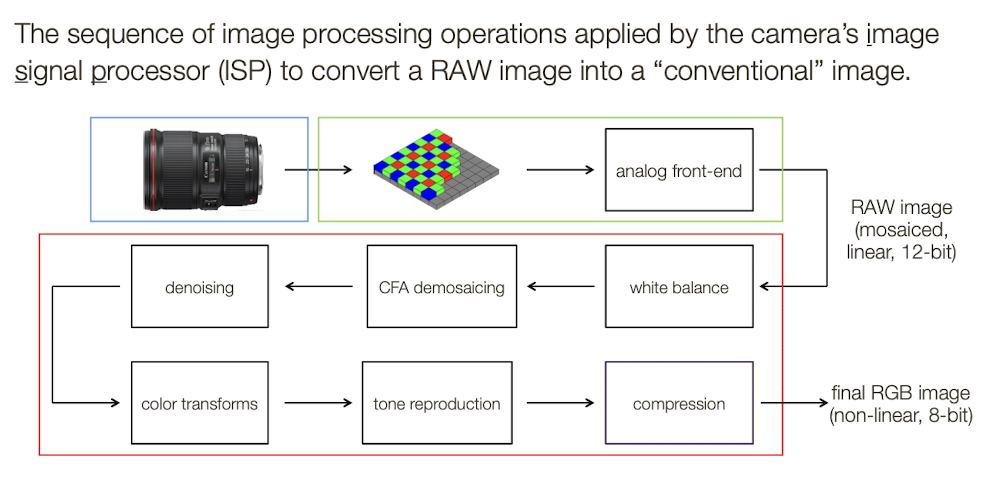 The sequence of image processing operations applied by the camera’s image
signal processor (ISP) to convert a RAW image into a “conventional” image.
analog front-end
RAW image
(mosaiced,
linear, 12-bit)
denoising
CFA demosaicing
white balance
color transforms
tone reproduction
compression
final RGB image
(non-linear, 8-bit)